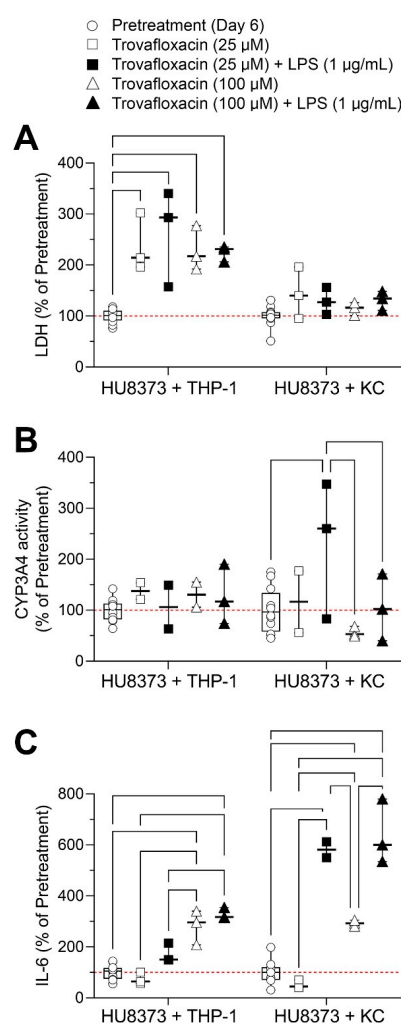 Pretreatment (Day 6)
Trovafloxacin (25 µM)
Trovafloxacin (25 µM) + LPS (1 µg/mL)
Trovafloxacin (100 µM)
Trovafloxacin (100 µM) + LPS (1 µg/mL)
A
LDH (% of Pretreatment)
400
300
200
100
0
HU8373 + THP-1 HU8373 + KC
B
CYP3A4 activity
(% of Pretreatment)
400
300
200
100
0
HU8373 + THP-1 HU8373 + KC
C
IL-6 (% of Pretreatment)
800
600
400
200
0
HU8373 + THP-1 HU8373 + KC